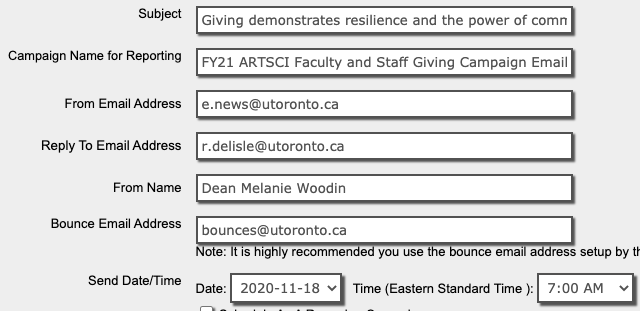 Subject Giving demonstrates resilience and the power of comm
Campaign Name for Reporting FY21 ARTSCI Faculty and Staff Giving Campaign Email
From Email Address e.news@utoronto.ca
Reply To Email Address r.delisle@utoronto.ca
From Name Dean Melanie Woodin
Bounce Email Address bounces@utoronto.ca
Note: It is highly recommended you use the bounce email address setup by th
Send Date/Time Date: 2020-11-18 Time (Eastern Standard Time ): 7:00 AM